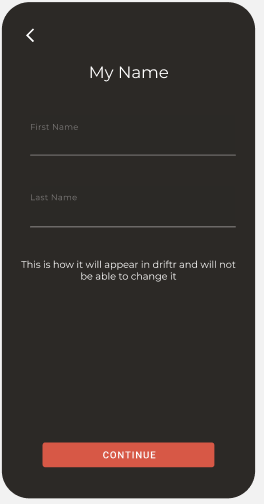 My Name
First Name
Last Name
This is how it will appear in driftr and will not
be able to change it
CONTINUE